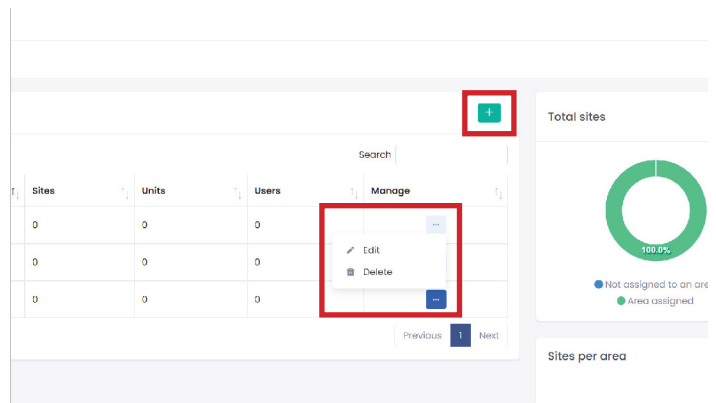 +
Total sites
Search
Sites Units Users Manage
0 0 0 ...
Edit
0 0 0
Delete
0 0 0 ...
100.0%
Not assigned to an are
Area assigned
Previous 1 Next
Sites per area